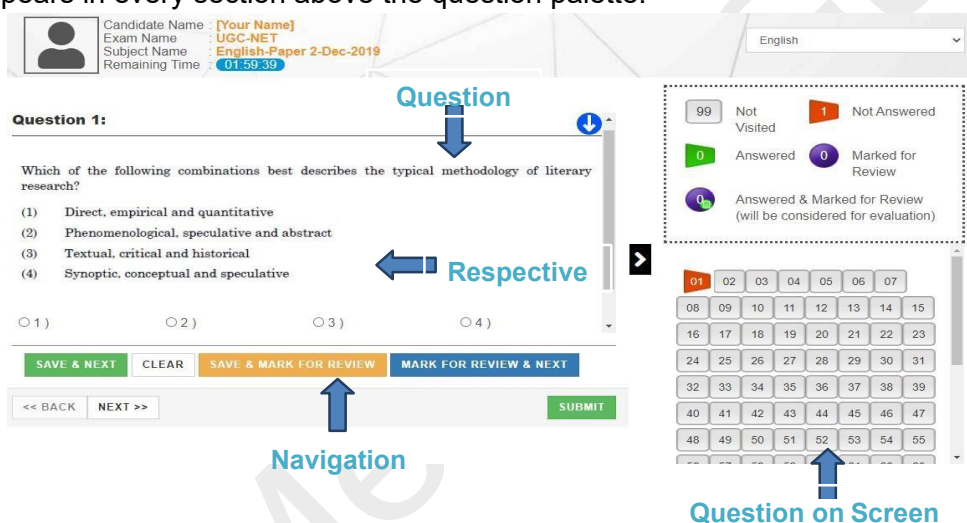 pears in every section above the question palette.
Candidate Name : [Your Name]
Exam Name : UGC-NET
Subject Name : English-Paper 2-Dec-2019
Remaining Time : 01:59:39
English
Question
Question 1:
Which of the following combinations best describes the typical methodology of literary
research?
(1) Direct, empirical and quantitative
(2) Phenomenological, speculative and abstract
(3) Textual, critical and historical
(4) Synoptic, conceptual and speculative
Respective
1 ) 2 ) 3 ) 4 )
SAVE & NEXT CLEAR SAVE & MARK FOR REVIEW MARK FOR REVIEW & NEXT
<< BACK NEXT >> SUBMIT
Navigation
99 Not Visited 1 Not Answered
0 Answered 0 Marked for Review
0 Answered & Marked for Review
(will be considered for evaluation)
01 02 03 04 05 06 07
08 09 10 11 12 13 14 15
16 17 18 19 20 21 22 23
24 25 26 27 28 29 30 31
32 33 34 35 36 37 38 39
40 41 42 43 44 45 46 47
48 49 50 51 52 53 54 55
Question on Screen